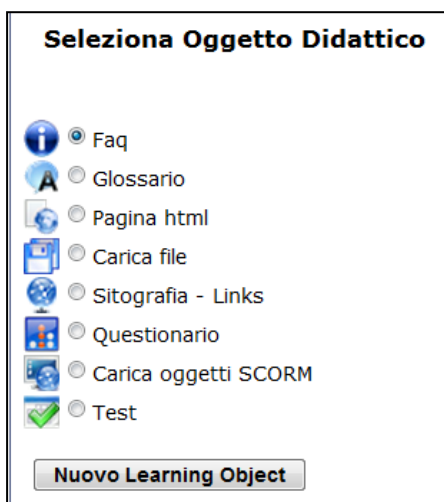 Seleziona Oggetto Didattico
Faq
Glossario
Pagina html
Carica file
Sitografia - Links
Questionario
Carica oggetti SCORM
Test
Nuovo Learning Object